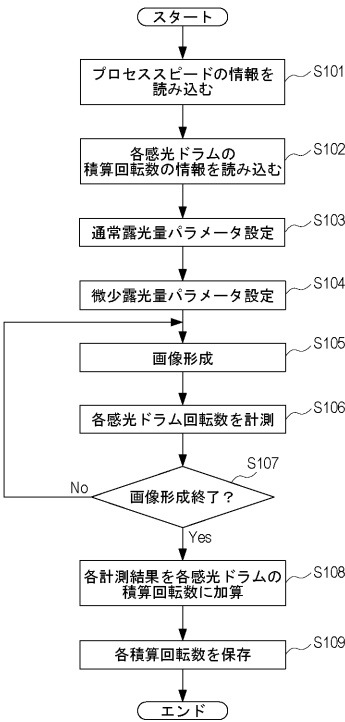 スタート
プロセススピードの情報を
読み込む
S101
各感光ドラムの
積算回転数の情報を読み込む
S102
通常露光量パラメータ設定
S103
微少露光量パラメータ設定
S104
画像形成
S105
各感光ドラム回転数を計測
S106
画像形成終了？
S107
No
Yes
各計測結果を各感光ドラムの
積算回転数に加算
S108
各積算回転数を保存
S109
エンド